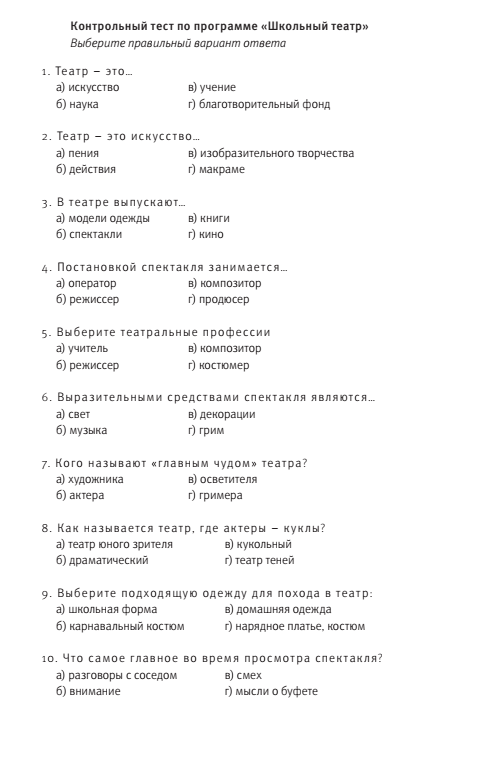 Контрольный тест по программе «Школьный театр»
Выберите правильный вариант ответа
1. Театр – это…
а) искусство в) учение
б) наука г) благотворительный фонд
2. Театр – это искусство…
а) пения в) изобразительного творчества
б) действия г) макраме
3. В театре выпускают…
а) модели одежды в) книги
б) спектакли г) кино
4. Постановкой спектакля занимается…
а) оператор в) композитор
б) режиссер г) продюсер
5. Выберите театральные профессии
а) учитель в) композитор
б) режиссер г) костюмер
6. Выразительными средствами спектакля являются…
а) свет в) декорации
б) музыка г) грим
7. Кого называют «главным чудом» театра?
а) художника в) осветителя
б) актера г) гримера
8. Как называется театр, где актеры – куклы?
а) театр юного зрителя в) кукольный
б) драматический г) театр теней
9. Выберите подходящую одежду для похода в театр:
а) школьная форма в) домашняя одежда
б) карнавальный костюм г) нарядное платье, костюм
10. Что самое главное во время просмотра спектакля?
а) разговоры с соседом в) смех
б) внимание г) мысли о буфете